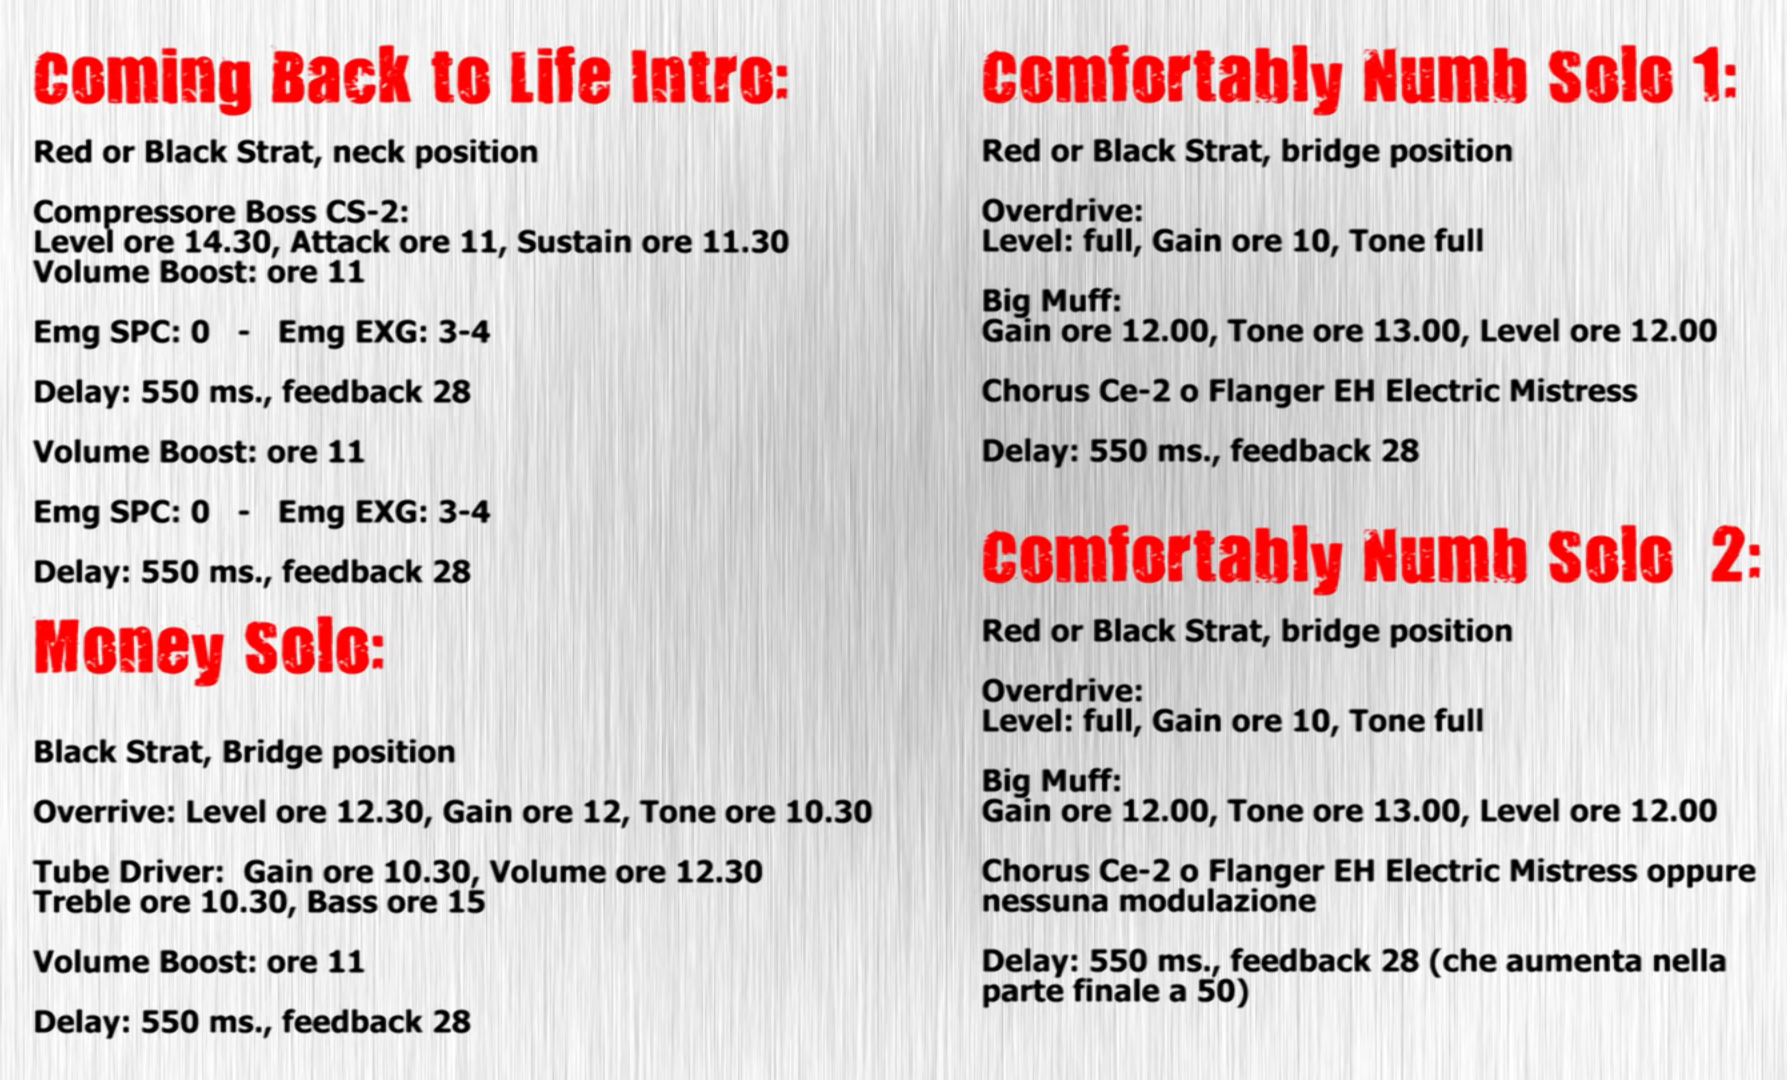 Coming Back to Life Intro:
Red or Black Strat, neck position
Compressore Boss CS-2:
Level ore 14.30, Attack ore 11, Sustain ore 11.30
Volume Boost: ore 11
Emg SPC: 0 - Emg EXG: 3-4
Delay: 550 ms., feedback 28
Volume Boost: ore 11
Emg SPC: 0 - Emg EXG: 3-4
Delay: 550 ms., feedback 28
Money Solo:
Black Strat, Bridge position
Overrive: Level ore 12.30, Gain ore 12, Tone ore 10.30
Tube Driver: Gain ore 10.30, Volume ore 12.30
Treble ore 10.30, Bass ore 15
Volume Boost: ore 11
Delay: 550 ms., feedback 28
Comfortably Numb Solo 1:
Red or Black Strat, bridge position
Overdrive:
Level: full, Gain ore 10, Tone full
Big Muff:
Gain ore 12.00, Tone ore 13.00, Level ore 12.00
Chorus Ce-2 o Flanger EH Electric Mistress
Delay: 550 ms., feedback 28
Comfortably Numb Solo 2:
Red or Black Strat, bridge position
Overdrive:
Level: full, Gain ore 10, Tone full
Big Muff:
Gain ore 12.00, Tone ore 13.00, Level ore 12.00
Chorus Ce-2 o Flanger EH Electric Mistress oppure
nessuna modulazione
Delay: 550 ms., feedback 28 (che aumenta nella
parte finale a 50)